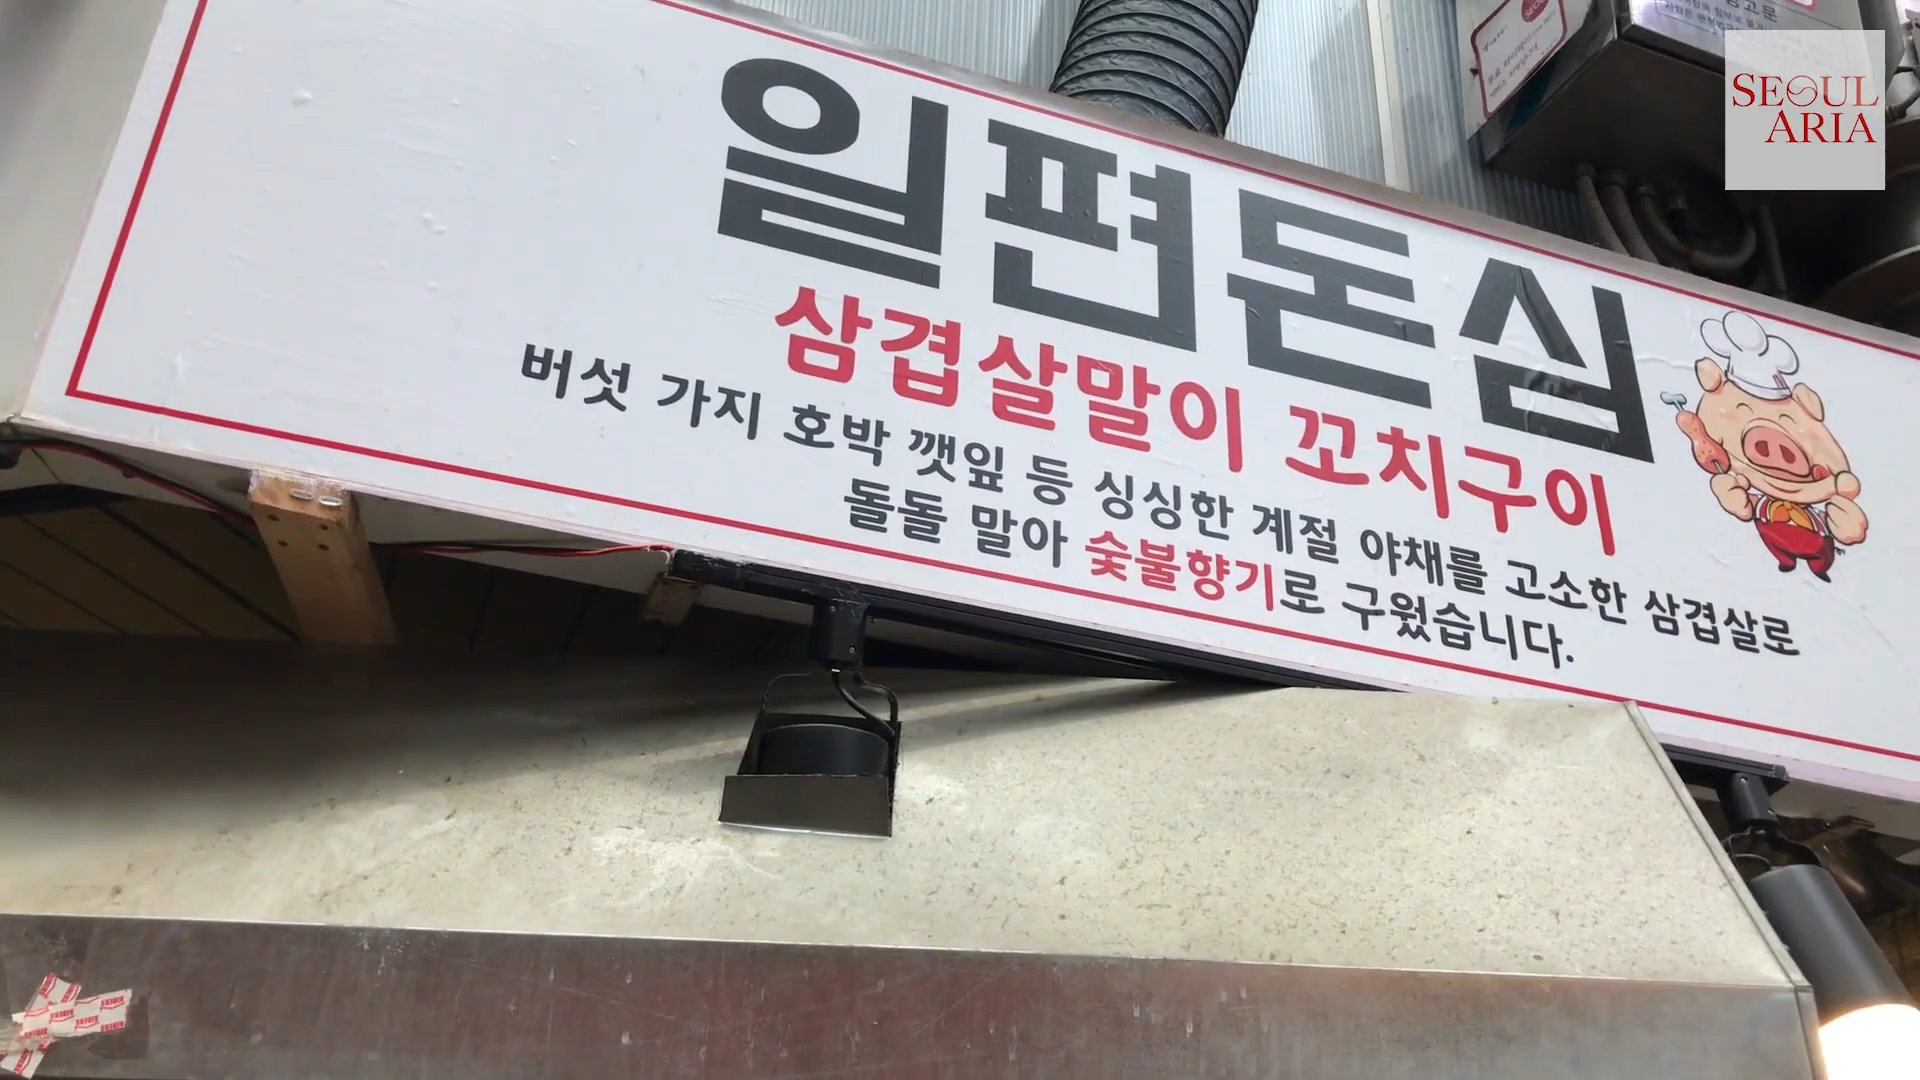 일편돈심
삼겹살말이 꼬치구이
버섯 가지 호박 깻잎 등 싱싱한 계절 야채를 고소한 삼겹살로
돌돌 말아 숯불향기로 구웠습니다.
SEOUL
ARIA